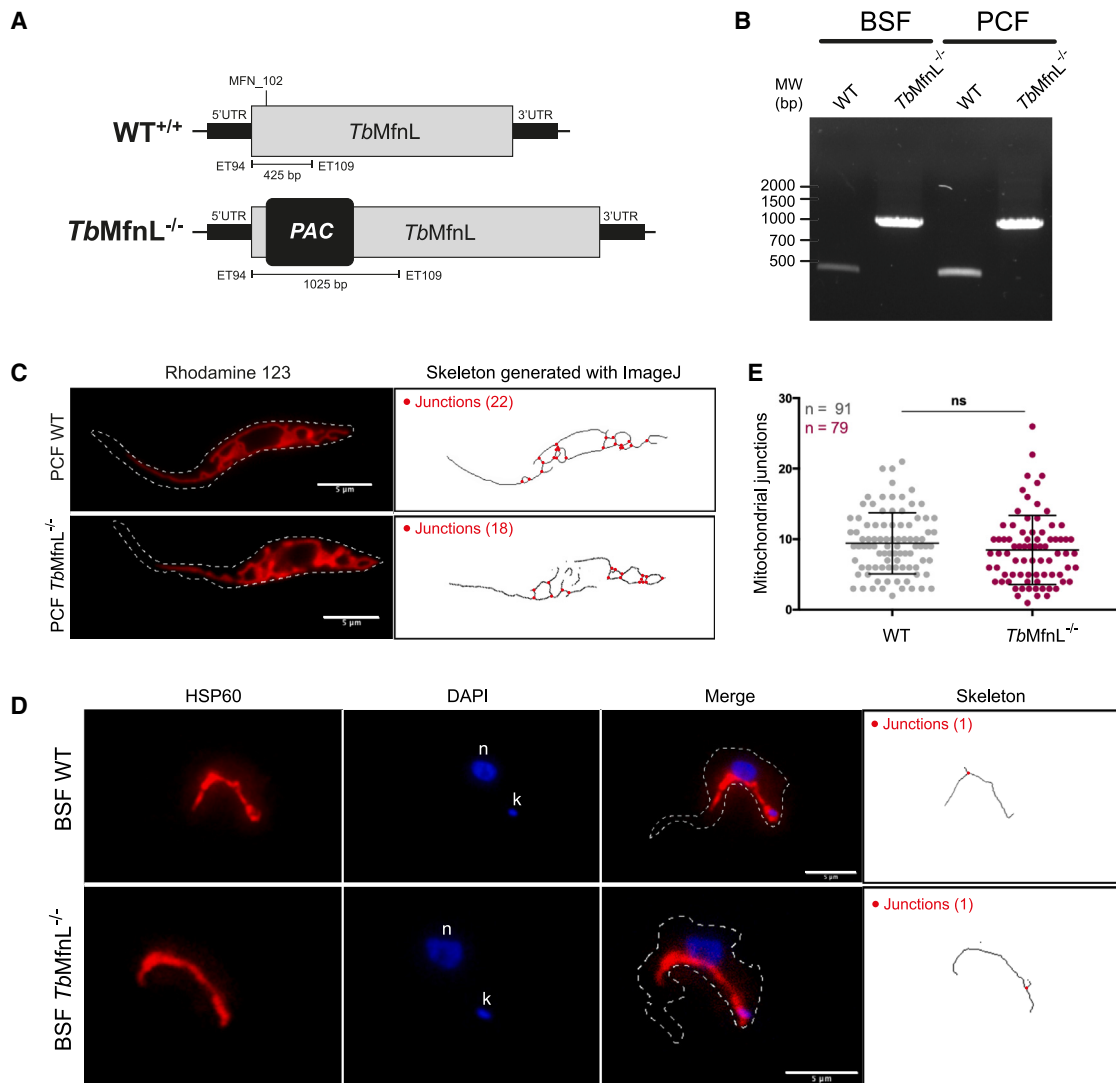 A
MFN_102
5'UTR
3'UTR
WT+/+
TbMfnL
ET94
ET109
425 bp
5'UTR
3'UTR
TbMfnL-/-
PAC
TbMfnL
ET94
ET109
1025 bp
B
BSF PCF
MW
(bp)
WT
TbMfnL-/-
WT
TbMfnL-/-
2000
1500
1000
700
500
C
Rhodamine 123
Skeleton generated with ImageJ
PCF WT
5 µm
Junctions (22)
PCF TbMfnL-/-
5 µm
Junctions (18)
E
Mitochondrial junctions
30
20
10
0
n = 91
n = 79
ns
WT
TbMfnL-/-
D
HSP60
DAPI
Merge
Skeleton
BSF WT
n
k
5 µm
Junctions (1)
BSF TbMfnL-/-
n
k
5 µm
Junctions (1)